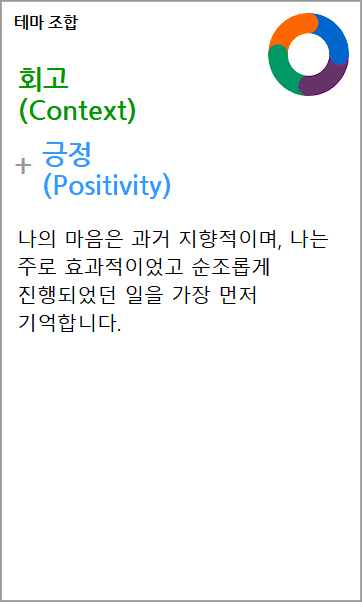 테마 조합
회고
(Context)
+ 긍정
(Positivity)
나의 마음은 과거 지향적이며, 나는
주로 효과적이었고 순조롭게
진행되었던 일을 가장 먼저
기억합니다.